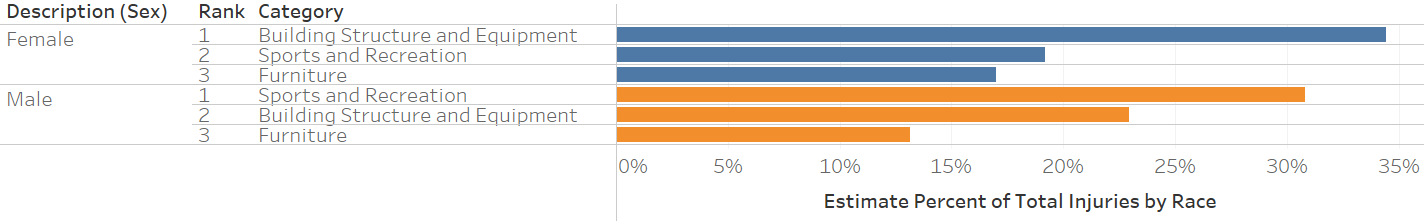 Description (Sex) Rank Category
Female 1 Building Structure and Equipment
2 Sports and Recreation
3 Furniture
Male 1 Sports and Recreation
2 Building Structure and Equipment
3 Furniture
0% 5% 10% 15% 20% 25% 30% 35%
Estimate Percent of Total Injuries by Race